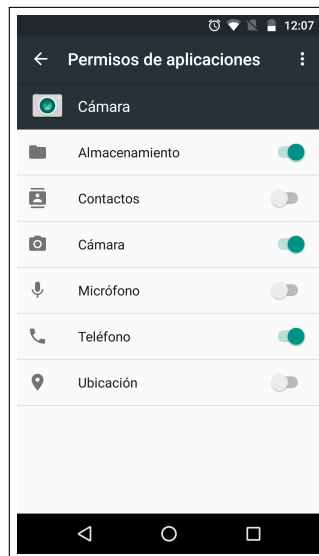 12:07
Permisos de aplicaciones
Cámara
Almacenamiento
Contactos
Cámara
Micrófono
Teléfono
Ubicación